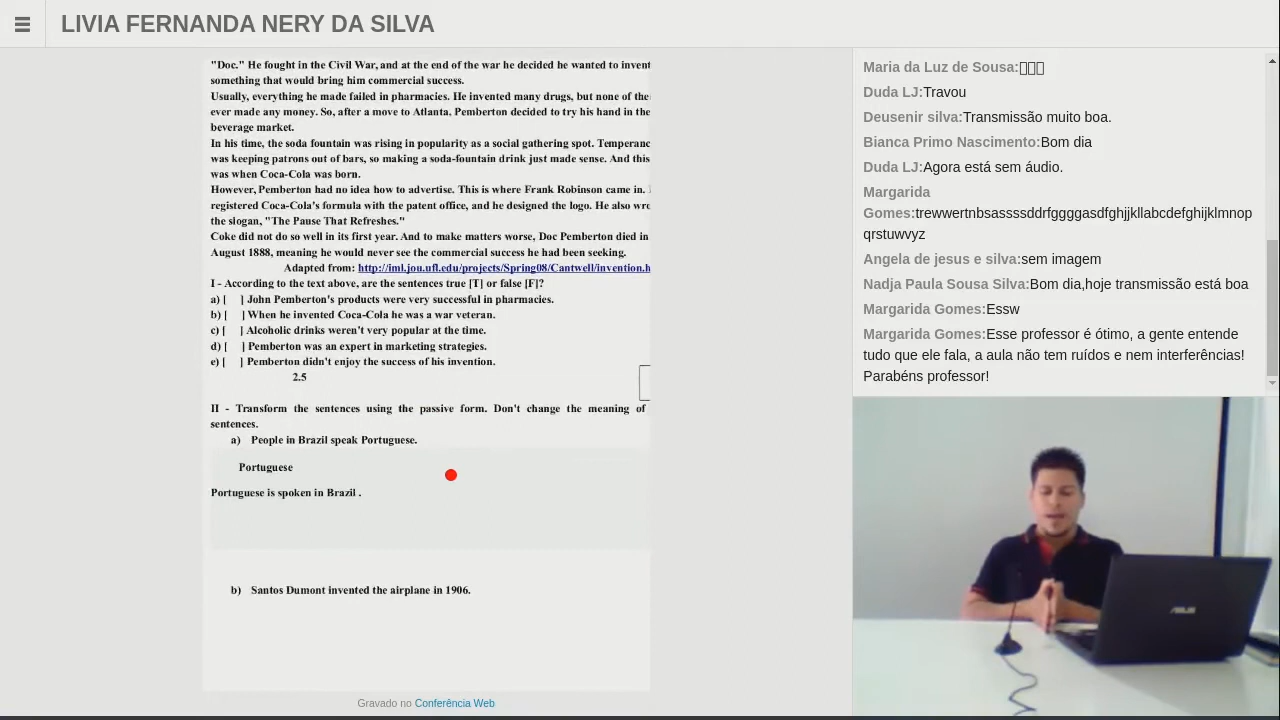 LIVIA FERNANDA NERY DA SILVA
"Doc." He fought in the Civil War, and at the end of the war he decided he wanted to invent
something that would bring him commercial success.
Usually, everything he made failed in pharmacies. He invented many drugs, but none of the
ever made any money. So, after a move to Atlanta, Pemberton decided to try his hand in the
beverage market.
In his time, the soda fountain was rising in popularity as a social gathering spot. Temperanc
was keeping patrons out of bars, so making a soda-fountain drink just made sense. And this
was when Coca-Cola was born.
However, Pemberton had no idea how to advertise. This is where Frank Robinson came in.
registered Coca-Cola's formula with the patent office, and he designed the logo. He also wro
the slogan, "The Pause That Refreshes."
Coke did not do so well in its first year. And to make matters worse, Doc Pemberton died in
August 1888, meaning he would never see the commercial success he had been seeking.
Adapted from: http://iml.jou.ufl.edu/projects/Spring08/Cantwell/invention.h
I - According to the text above, are the sentences true [T] or false [F]?
a) [ ] John Pemberton's products were very successful in pharmacies.
b) [ ] When he invented Coca-Cola he was a war veteran.
c) [ ] Alcoholic drinks weren't very popular at the time.
d) [ ] Pemberton was an expert in marketing strategies.
e) [ ] Pemberton didn't enjoy the success of his invention.
2.5
II - Transform the sentences using the passive form. Don't change the meaning of
sentences.
a) People in Brazil speak Portuguese.
Portuguese
Portuguese is spoken in Brazil .
b) Santos Dumont invented the airplane in 1906.
Gravado no Conferência Web
Maria da Luz de Sousa:
Duda LJ:Travou
Deusenir silva:Transmissão muito boa.
Bianca Primo Nascimento:Bom dia
Duda LJ:Agora está sem áudio.
Margarida
Gomes:trewwertnbsassssddrfggggasdfghjjkllabcdefghijklmnop
qrstuwvyz
Angela de jesus e silva:sem imagem
Nadja Paula Sousa Silva:Bom dia,hoje transmissão está boa
Margarida Gomes:Essw
Margarida Gomes:Esse professor é ótimo, a gente entende
tudo que ele fala, a aula não tem ruídos e nem interferências!
Parabéns professor!
ASUS